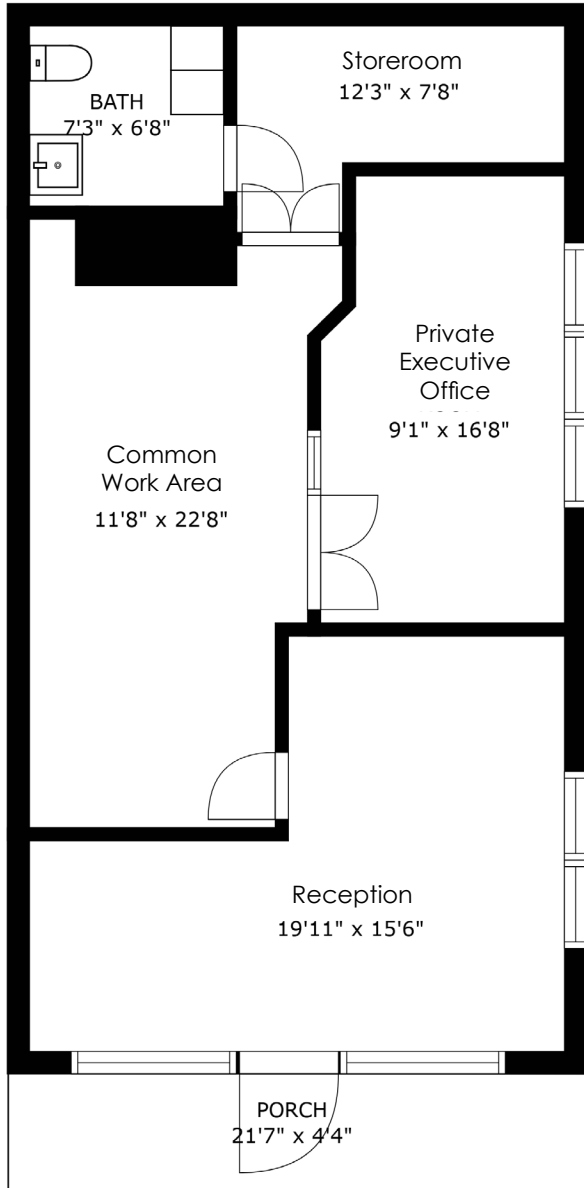 Storeroom
12'3" x 7'8"
BATH
7'3" x 6'8"
Private
Executive
Office
9'1" x 16'8"
Common
Work Area
11'8" x 22'8"
Reception
19'11" x 15'6"
PORCH
21'7" x 4'4"